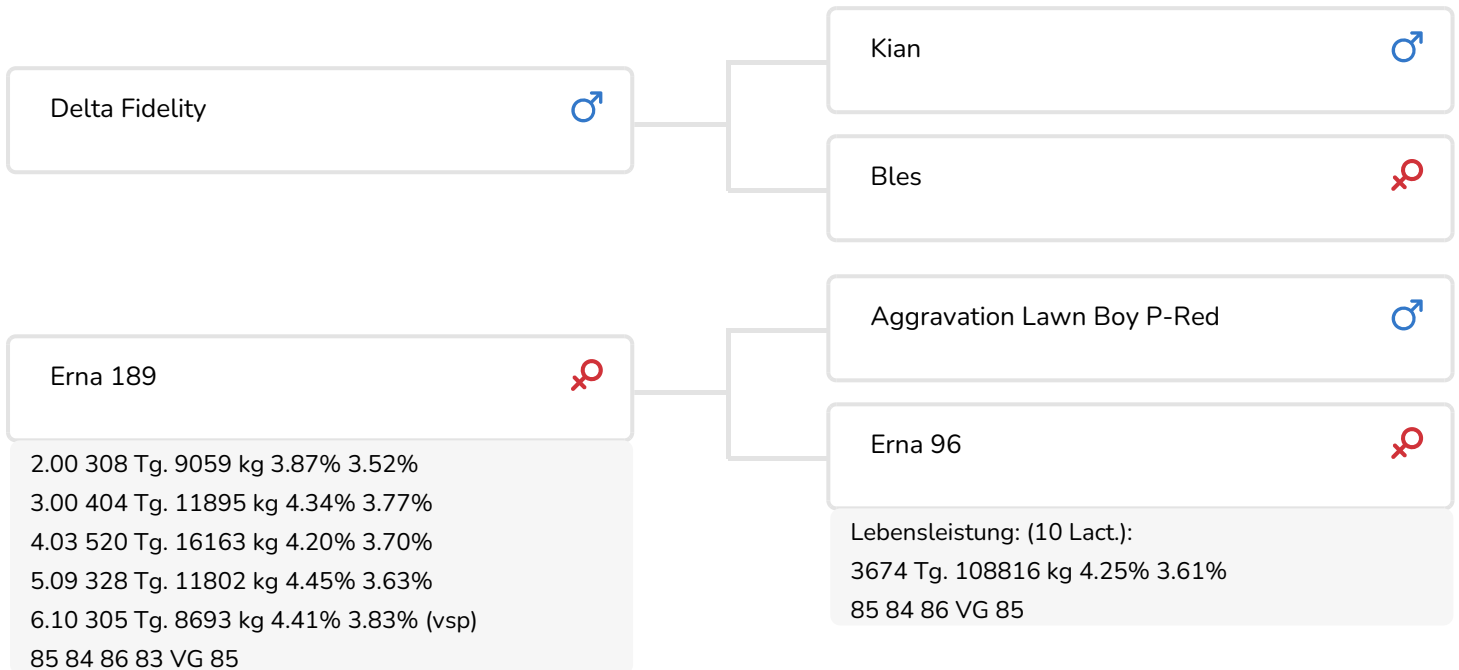 Delta Fidelity
Kian
Bles
Erna 189
2.00 308 Tg. 9059 kg 3.87% 3.52%
3.00 404 Tg. 11895 kg 4.34% 3.77%
4.03 520 Tg. 16163 kg 4.20% 3.70%
5.09 328 Tg. 11802 kg 4.45% 3.63%
6.10 305 Tg. 8693 kg 4.41% 3.83% (vsp)
85 84 86 83 VG 85
Aggravation Lawn Boy P-Red
Erna 96
Lebensleistung: (10 Lact.):
3674 Tg. 108816 kg 4.25% 3.61%
85 84 86 VG 85